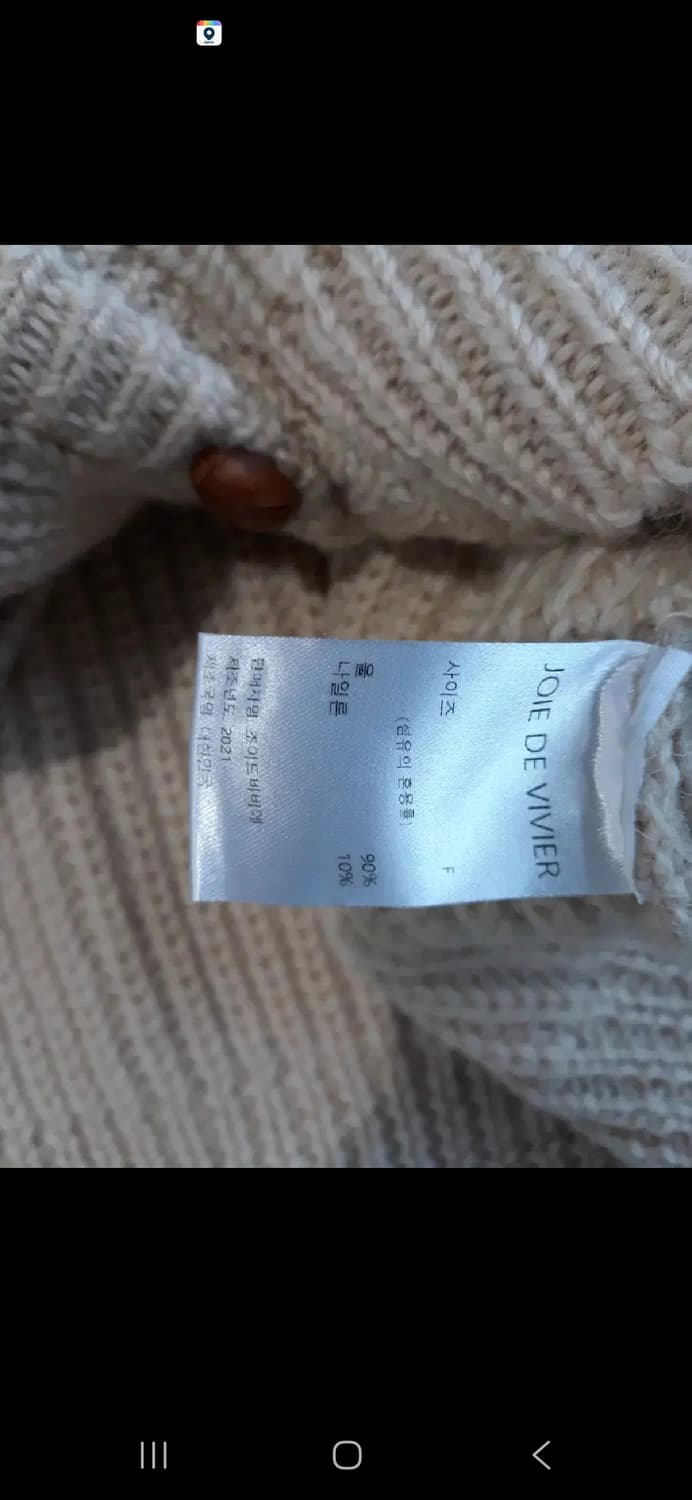 JOIE DE VIVIER
사이즈 F
(섬유의 혼용률)
울 90%
나일론 10%
판매자명 조이드비비에
제조년도 2021
제조국명 대한민국